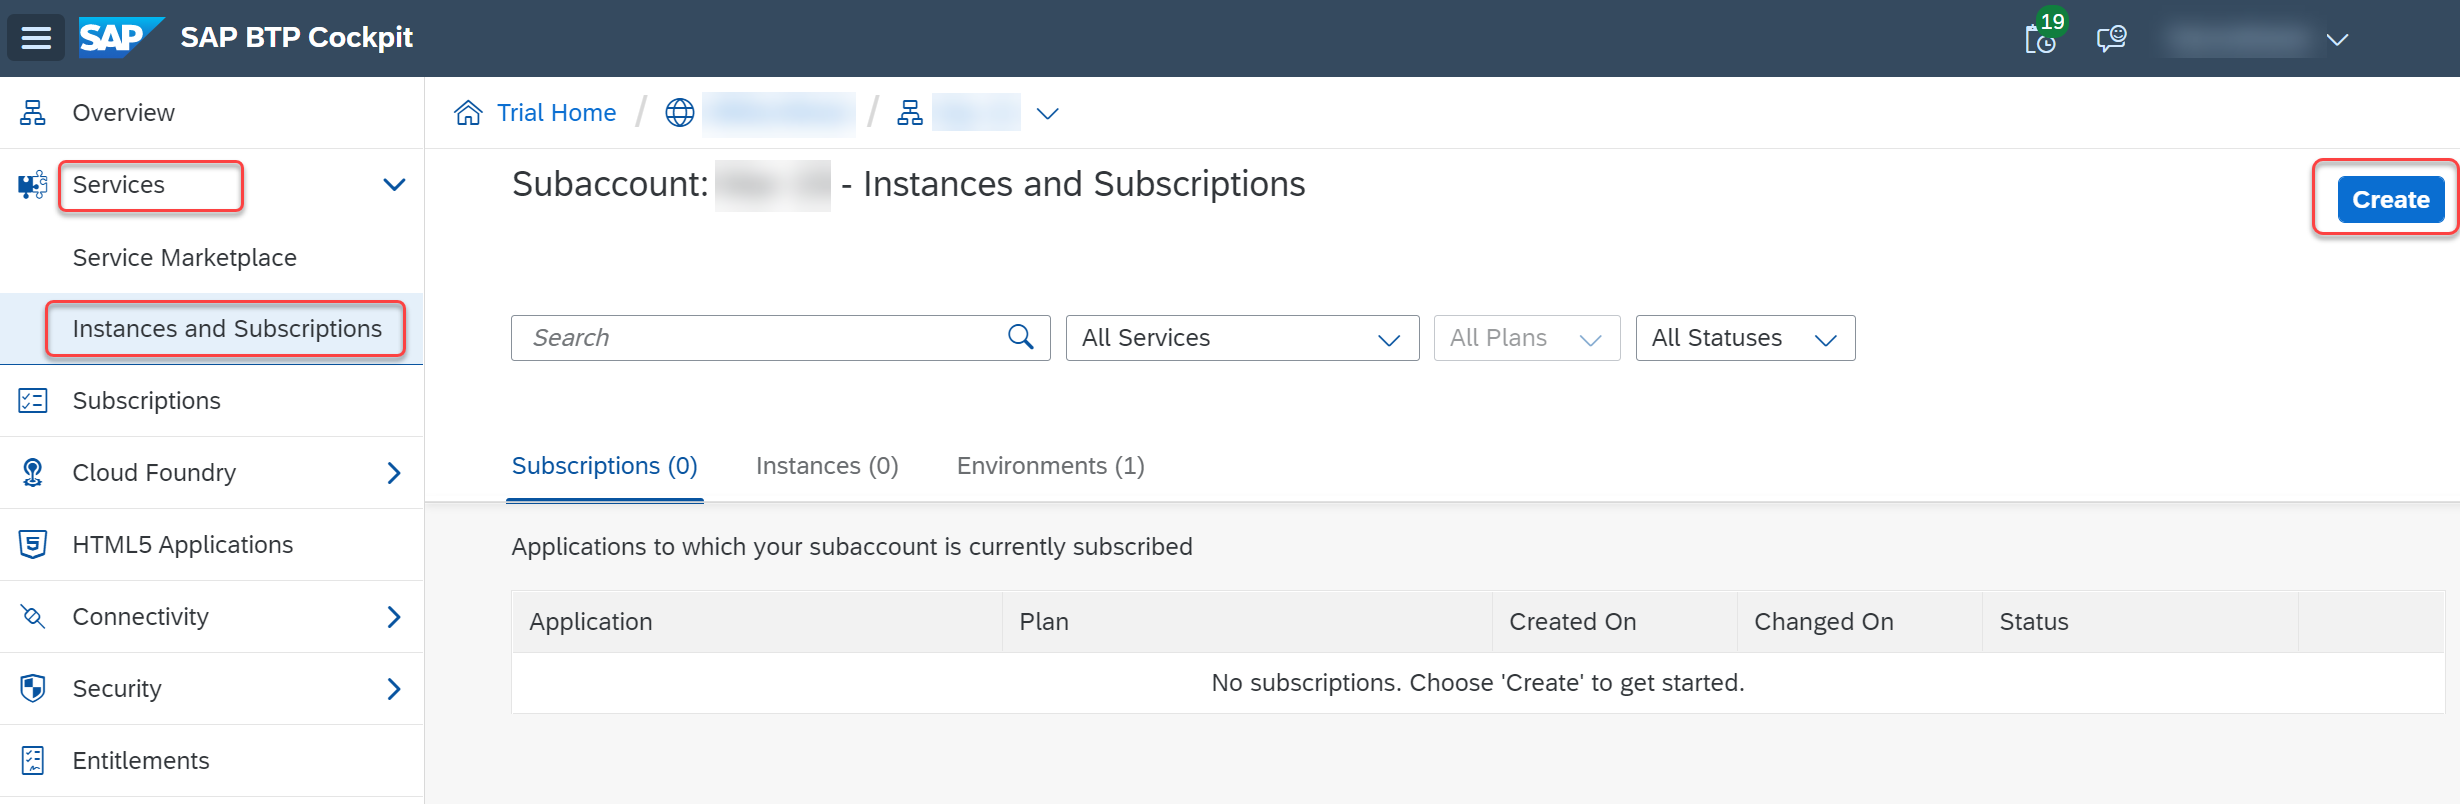 SAP SAP BTP Cockpit
19
Overview
Services
Service Marketplace
Instances and Subscriptions
Subscriptions
Cloud Foundry
HTML5 Applications
Connectivity
Security
Entitlements
Trial Home / /
Subaccount: - Instances and Subscriptions
Create
Search
All Services
All Plans
All Statuses
Subscriptions (0)
Instances (0)
Environments (1)
Applications to which your subaccount is currently subscribed
Application Plan Created On Changed On Status
No subscriptions. Choose 'Create' to get started.